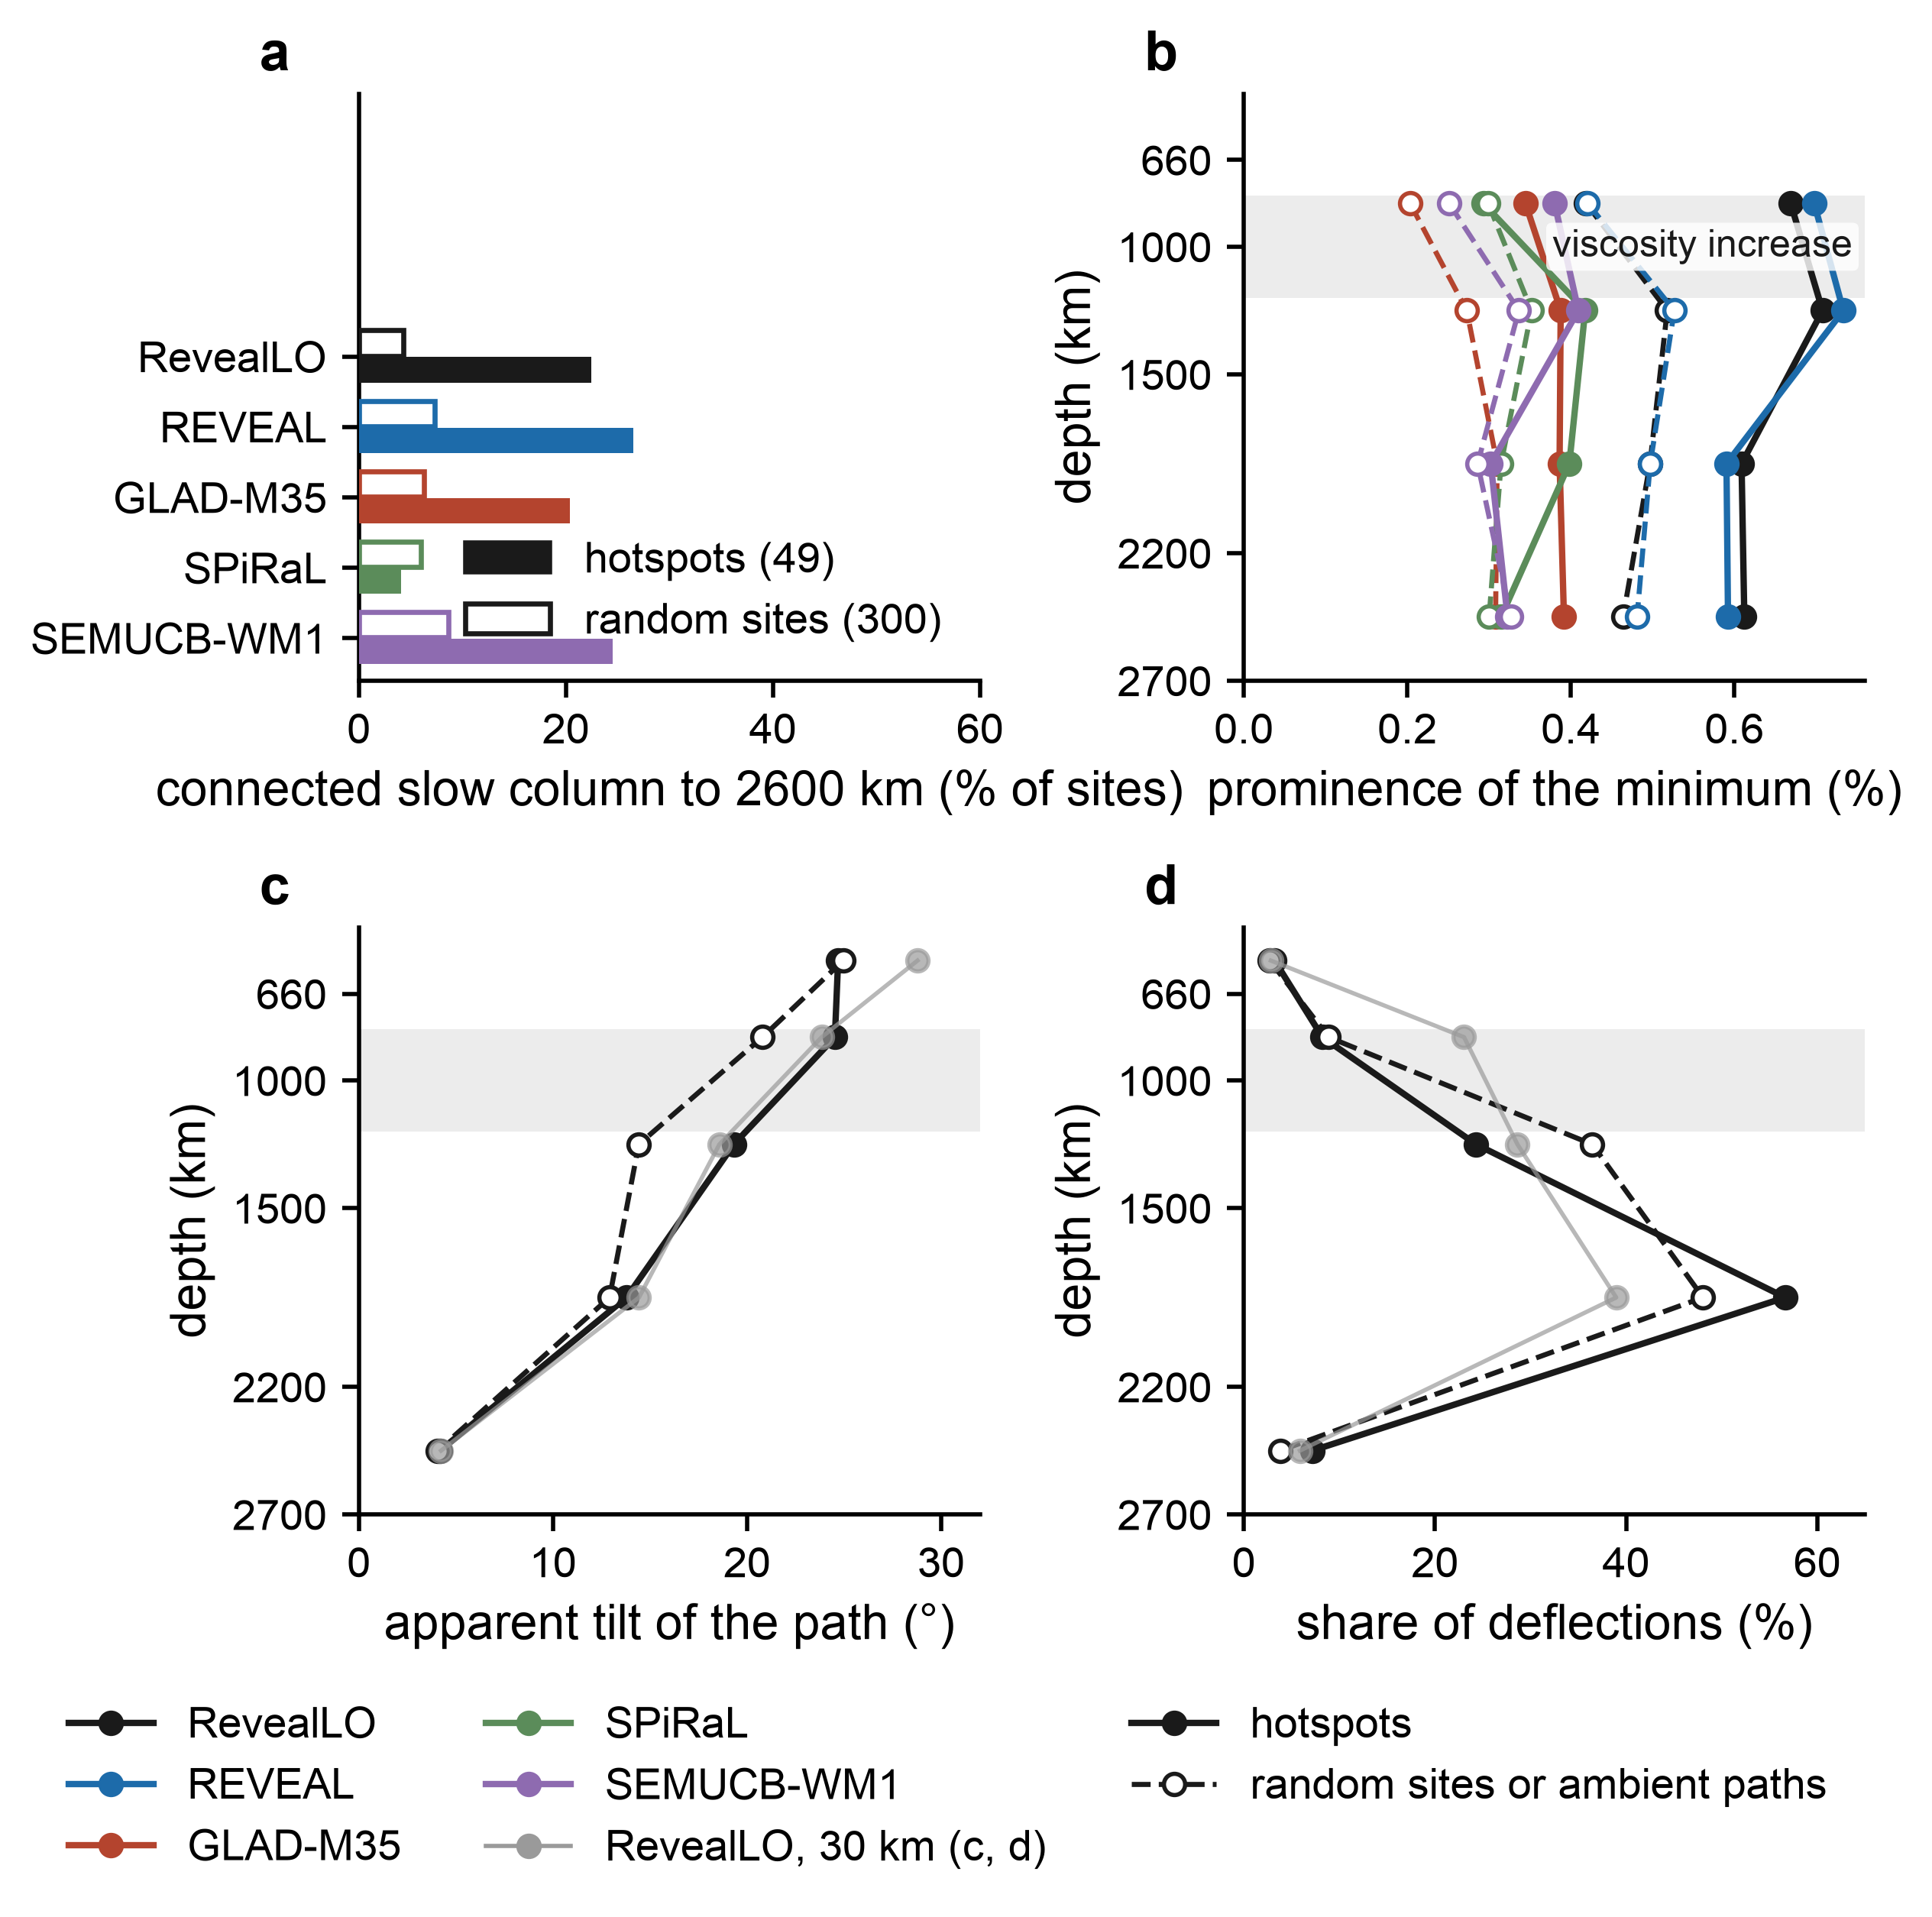 a
RevealLO
REVEAL
GLAD-M35
SPiRaL
SEMUCB-WM1
hotspots (49)
random sites (300)
0 20 40 60
connected slow column to 2600 km (% of sites)
b
660
1000
1500
2200
2700
depth (km)
viscosity increase
0.0 0.2 0.4 0.6
prominence of the minimum (%)
c
660
1000
1500
2200
2700
depth (km)
0 10 20 30
apparent tilt of the path (°)
d
660
1000
1500
2200
2700
depth (km)
0 20 40 60
share of deflections (%)
RevealLO
REVEAL
GLAD-M35
SPiRaL
SEMUCB-WM1
RevealLO, 30 km (c, d)
hotspots
random sites or ambient paths